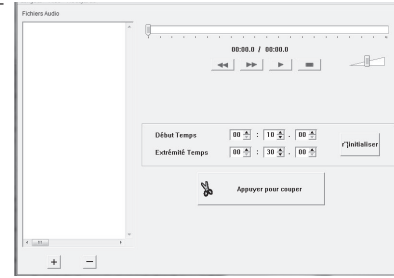 Fichiers Audio
00:00.0 / 00:00.0
Début Temps 00 : 10 . 00
Extrémité Temps 00 : 30 . 00
r"]initialiser
Appuyer pour couper